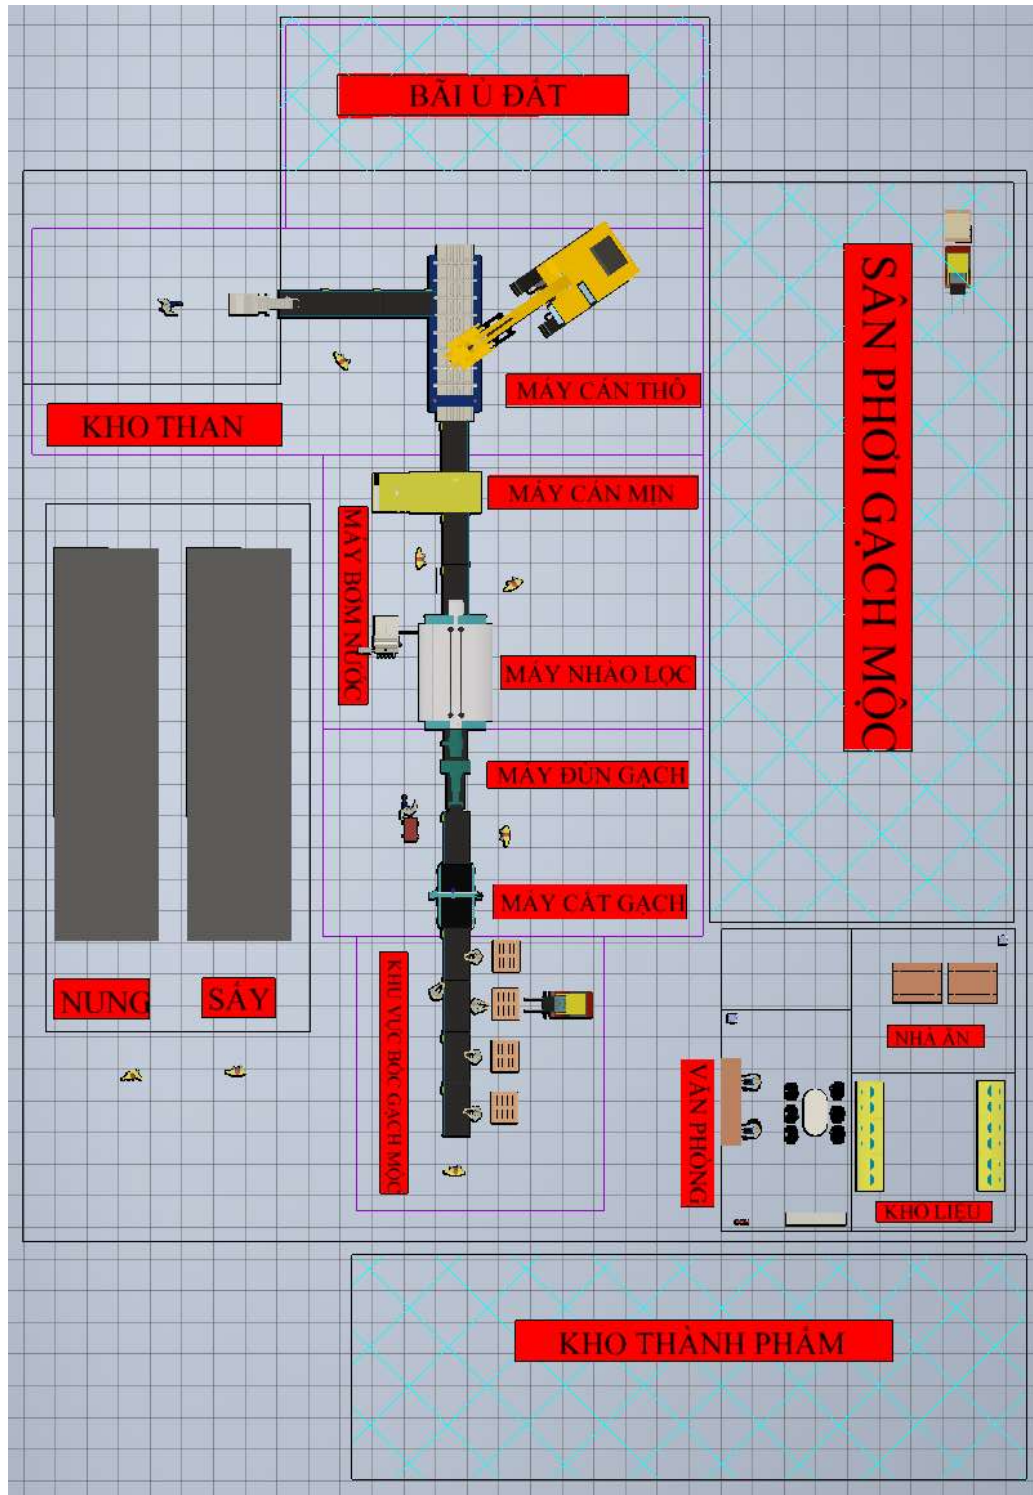 BÃI Ủ ĐẤT
SÂN PHƠI GẠCH MỘC
MÁY CÁN THÔ
KHO THAN
MÁY CÁN MỊN
MÁY BƠM NƯỚC
MÁY NHÀO LỌC
MÁY ĐÙN GẠCH
MÁY CẮT GẠCH
KHU VỰC BỐC GẠCH MỘC
NUNG
SẤY
NHÀ ĂN
VĂN PHÒNG
KHO LIỆU
KHO THÀNH PHẨM